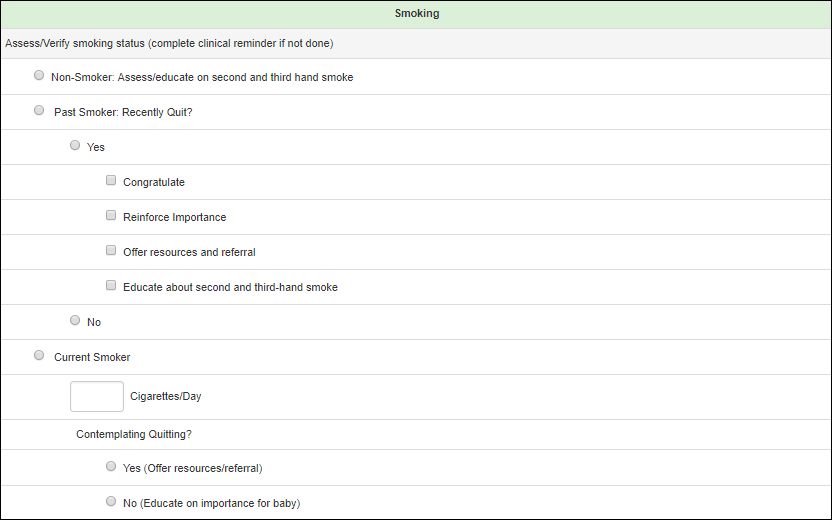 Smoking
Assess/Verify smoking status (complete clinical reminder if not done)
Non-Smoker: Assess/educate on second and third hand smoke
Past Smoker: Recently Quit?
Yes
Congratulate
Reinforce Importance
Offer resources and referral
Educate about second and third-hand smoke
No
Current Smoker
Cigarettes/Day
Contemplating Quitting?
Yes (Offer resources/referral)
No (Educate on importance for baby)